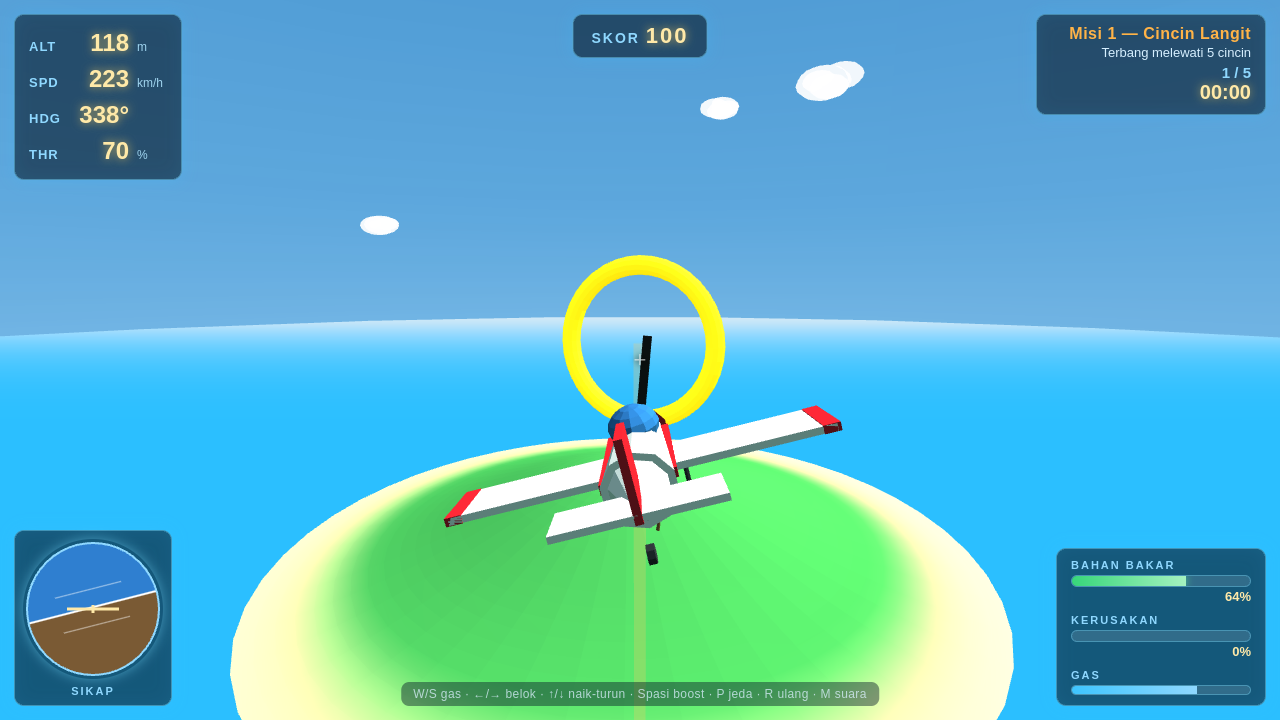 ALT 118 m
SPD 223 km/h
HDG 338°
THR 70 %
SKOR 100
Misi 1 — Cincin Langit
Terbang melewati 5 cincin
1 / 5
00:00
SIKAP
BAHAN BAKAR
64%
KERUSAKAN
0%
GAS
W/S gas · ←/→ belok · ↑/↓ naik-turun · Spasi boost · P jeda · R ulang · M suara